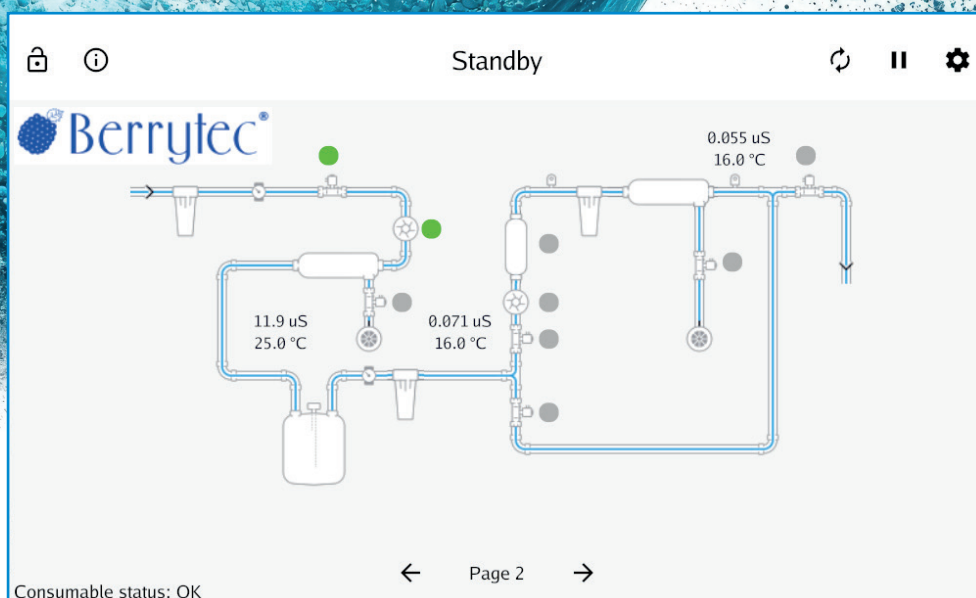 Standby
Berrytec®
0.055 uS
16.0 °C
11.9 uS
25.0 °C
0.071 uS
16.0 °C
Page 2
Consumable status: OK